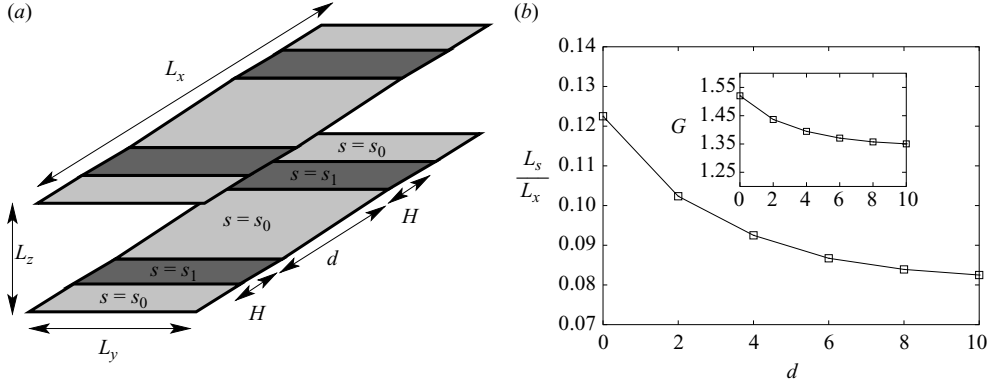 (a)
L_x
s = s_0
s = s_1
H
s = s_0
d
L_z
s = s_1
s = s_0
H
L_y
(b)
0.14
0.13
0.12
0.11
0.10
0.09
0.08
0.07
L_s
L_x
0 2 4 6 8 10
d
1.55
1.45
1.35
1.25
G
0 2 4 6 8 10